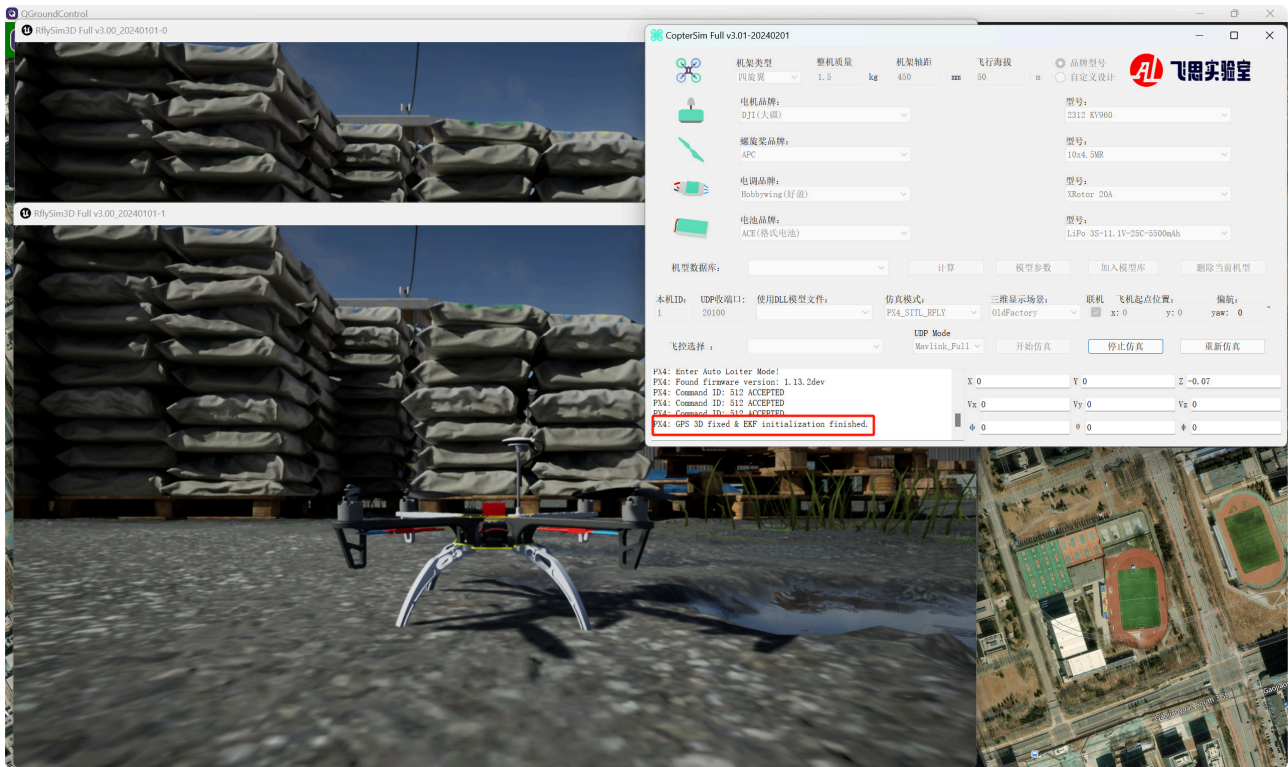 QGroundControl
RflySim3D Full v3.00_20240101-0
CopterSim Full v3.01-20240201
机架类型 整机质量 机架轴距 飞行海拔 品牌型号
四旋翼 1.5 kg 450 mm 50 m 自定义设计
飞思实验室
电机品牌: 型号:
DJI(大疆) 2312 KV960
螺旋桨品牌: 型号:
APC 10x4.5MR
电调品牌: 型号:
Hobbywing(好盈) XRotor 20A
电池品牌: 型号:
ACE(格氏电池) LiPo 3S-11.1V-25C-5500mAh
机型数据库: 计算 模型参数 加入模型库 删除当前机型
本机ID: UDP收端口: 使用DLL模型文件: 仿真模式: 三维显示场景: 联机 飞机起点位置: 偏航:
1 20100 PX4_SITL_RFLY OldFactory x: 0 y: 0 yaw: 0
UDP Mode
飞控选择 : Mavlink_Full 开始仿真 停止仿真 重新仿真
PX4: Enter Auto Loiter Mode!
PX4: Found firmware version: 1.13.2dev
PX4: Command ID: 512 ACCEPTED
PX4: Command ID: 512 ACCEPTED
PX4: GPS 3D fixed & EKF initialization finished.
X 0 Y 0 Z -0.07
Vx 0 Vy 0 Vz 0
Φ 0 θ 0 ψ 0
RflySim3D Full v3.00_20240101-1